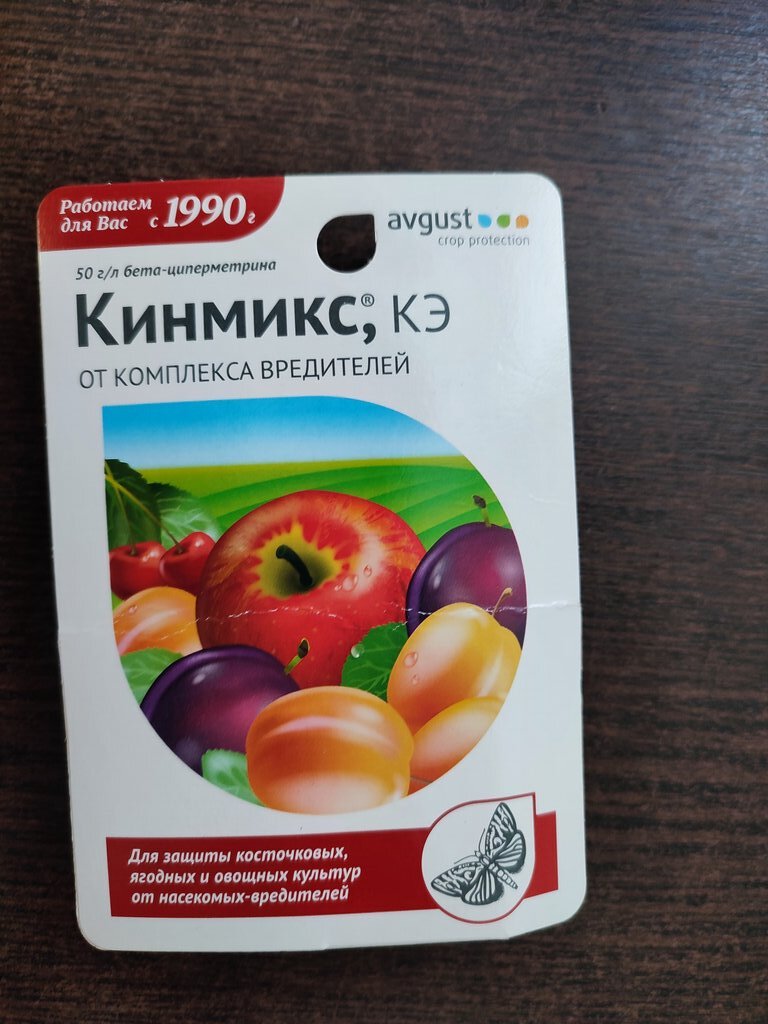 Работаем
для Вас с 1990 г
avgust
crop protection
50 г/л бета-циперметрина
Кинмикс,® КЭ
ОТ КОМПЛЕКСА ВРЕДИТЕЛЕЙ
Для защиты косточковых,
ягодных и овощных культур
от насекомых-вредителей